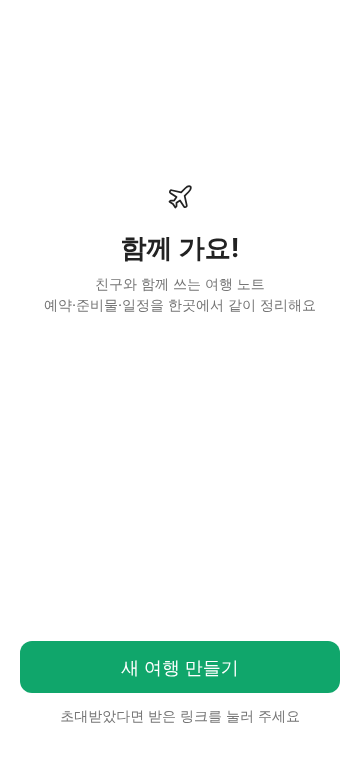 함께 가요!
친구와 함께 쓰는 여행 노트
예약·준비물·일정을 한곳에서 같이 정리해요
새 여행 만들기
초대받았다면 받은 링크를 눌러 주세요